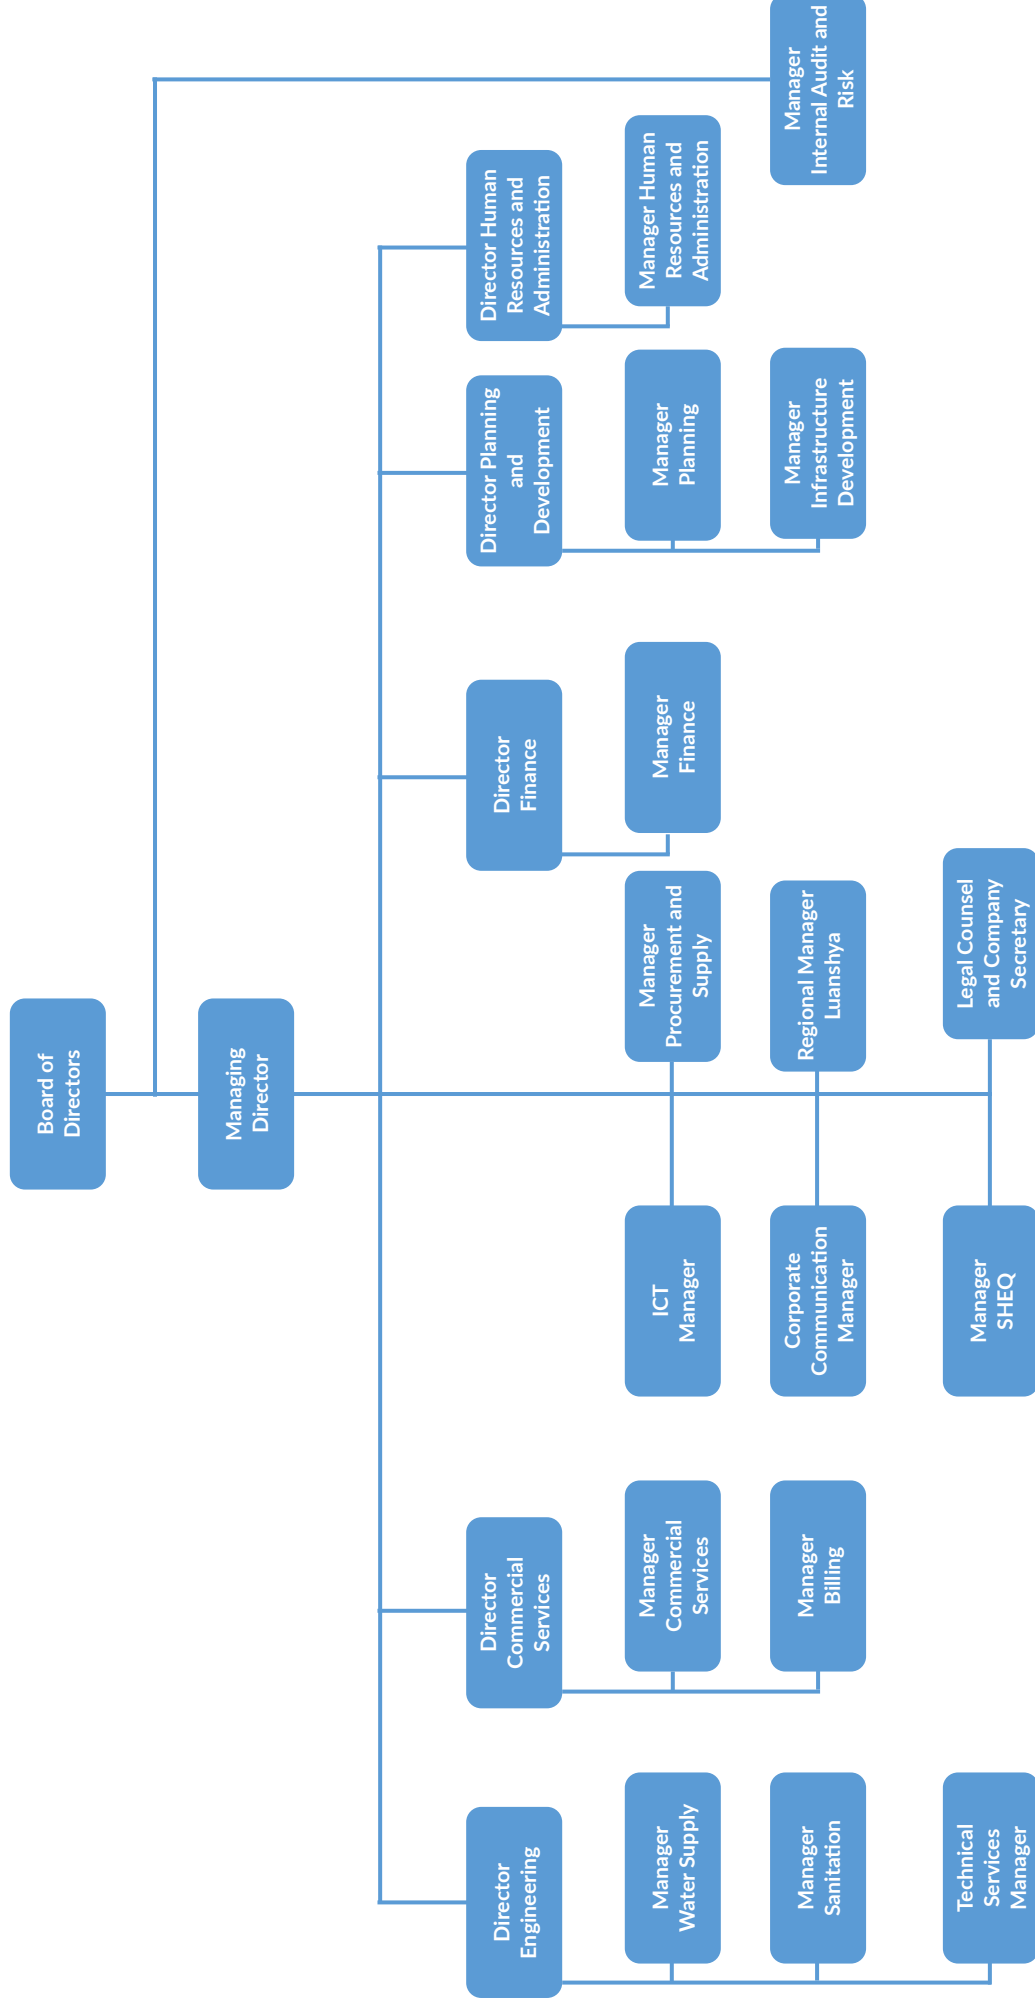 Board of
Directors
Managing
Director
Director
Engineering
Director
Commercial
Services
Director
Finance
Director Planning
and
Development
Director Human
Resources and
Administration
Manager
Water Supply
Manager
Commercial
Services
ICT
Manager
Manager
Procurement and
Supply
Manager
Finance
Manager
Planning
Manager Human
Resources and
Administration
Manager
Sanitation
Manager
Billing
Corporate
Communication
Manager
Regional Manager
Luanshya
Manager
Infrastructure
Development
Manager
Internal Audit and
Risk
Technical
Services
Manager
Manager
SHEQ
Legal Counsel
and Company
Secretary